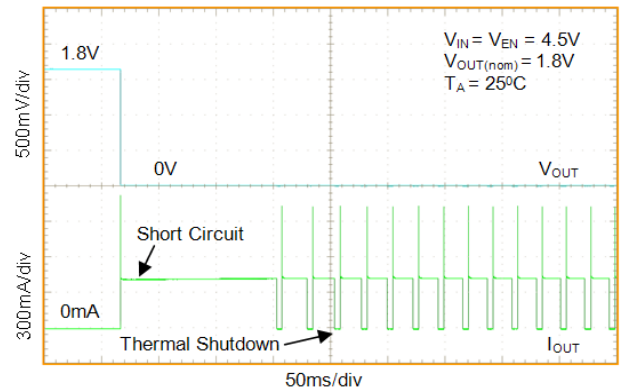 1.8V
V_IN = V_EN = 4.5V
V_OUT(nom) = 1.8V
T_A = 25⁰C
500mV/div
0V
V_OUT
Short Circuit
300mA/div
0mA
Thermal Shutdown
I_OUT
50ms/div